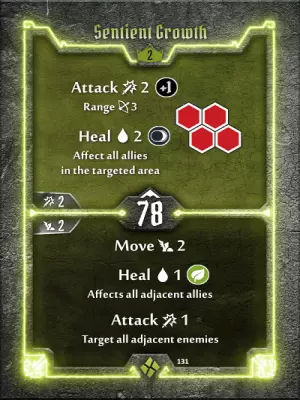 Sentient Growth
2
Attack 2 +1
Range 3
Heal 2
Affect all allies
in the targeted area
2
78
2
Move 2
Heal 1
Affects all adjacent allies
Attack 1
Target all adjacent enemies
131